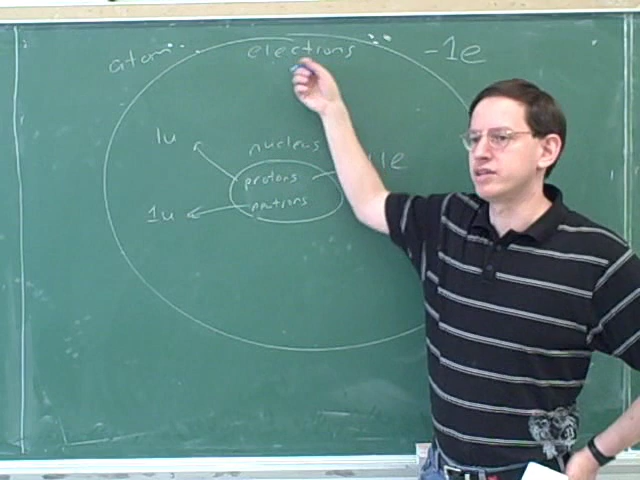 atom
electrons
-1e
1u
nucleus
protons
1e
1u
neutrons